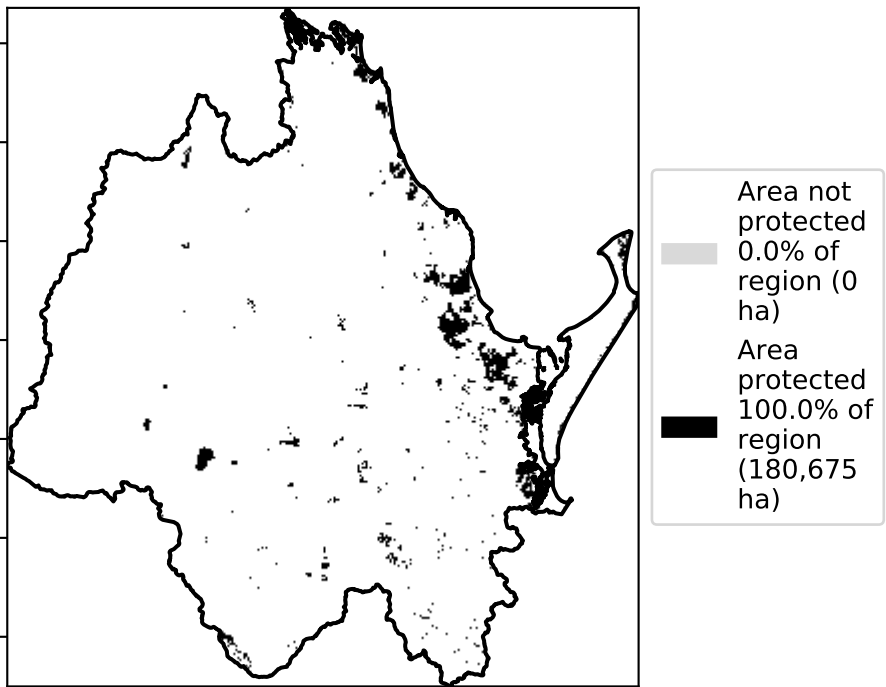 Area not
protected
0.0% of
region (0
ha)
Area
protected
100.0% of
region
(180,675
ha)